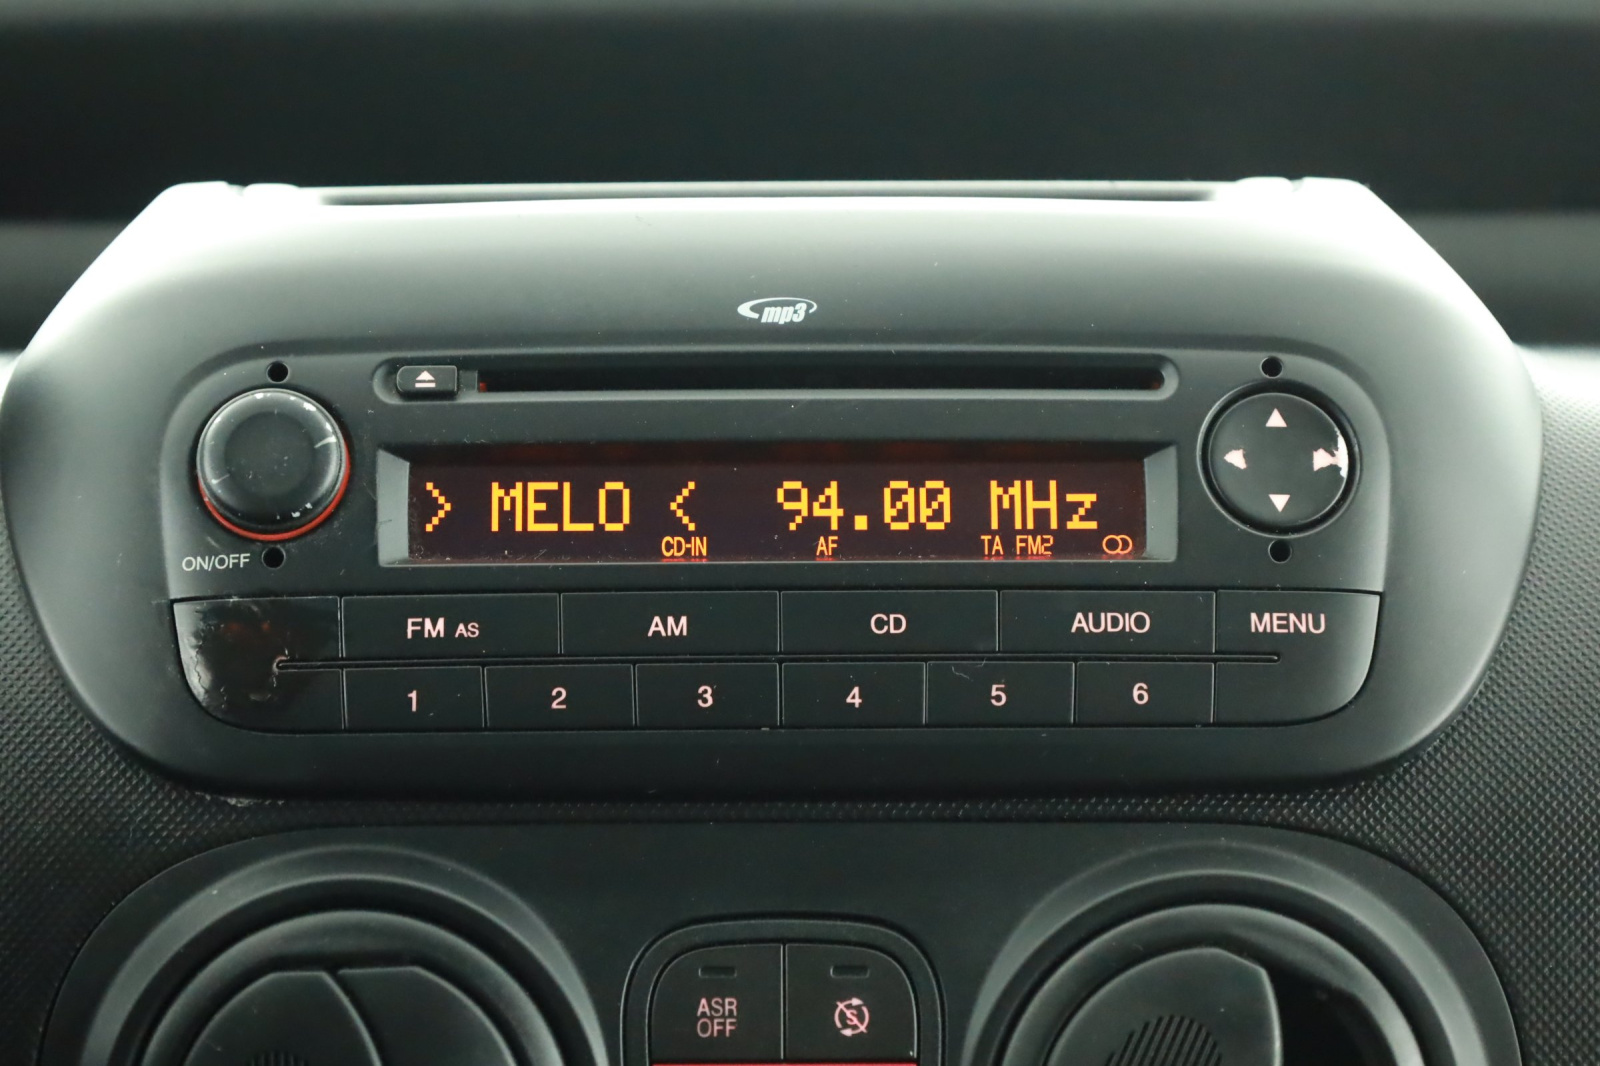 mp3
> MELO < 94.00 MHz
CD-IN AF TA FM2
ON/OFF
FM AS AM CD AUDIO MENU
1 2 3 4 5 6
ASR
OFF
S